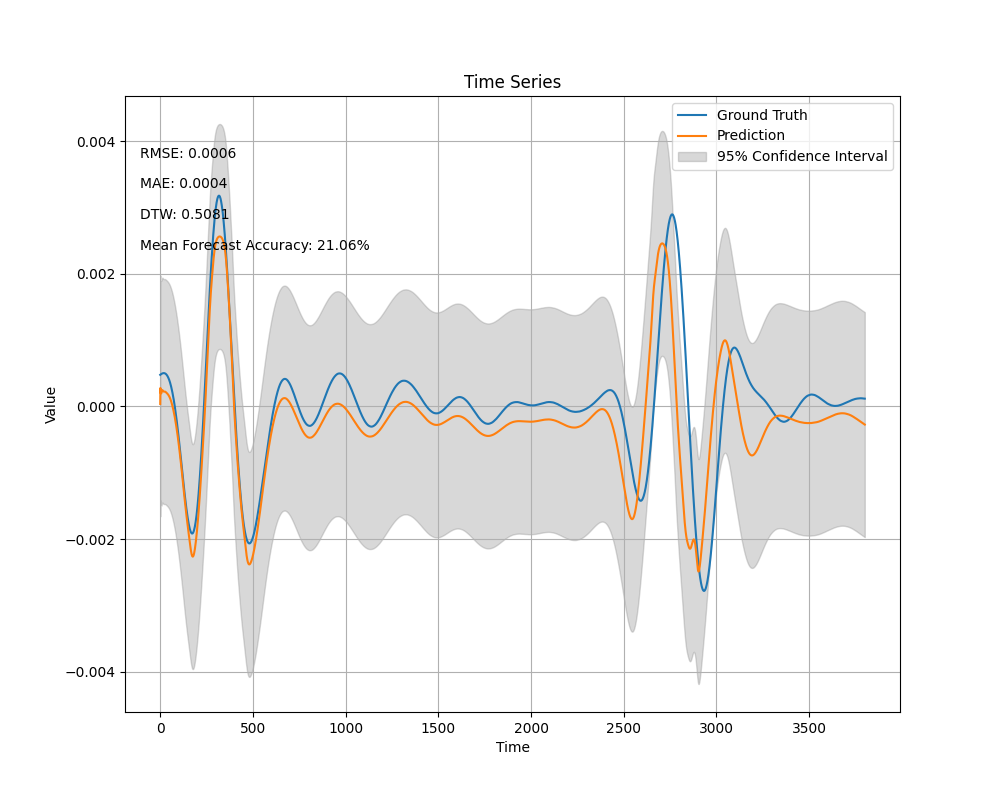 Time Series
Ground Truth
Prediction
95% Confidence Interval
RMSE: 0.0006
MAE: 0.0004
DTW: 0.5081
Mean Forecast Accuracy: 21.06%
0.004
0.002
0.000
−0.002
−0.004
Value
0 500 1000 1500 2000 2500 3000 3500
Time